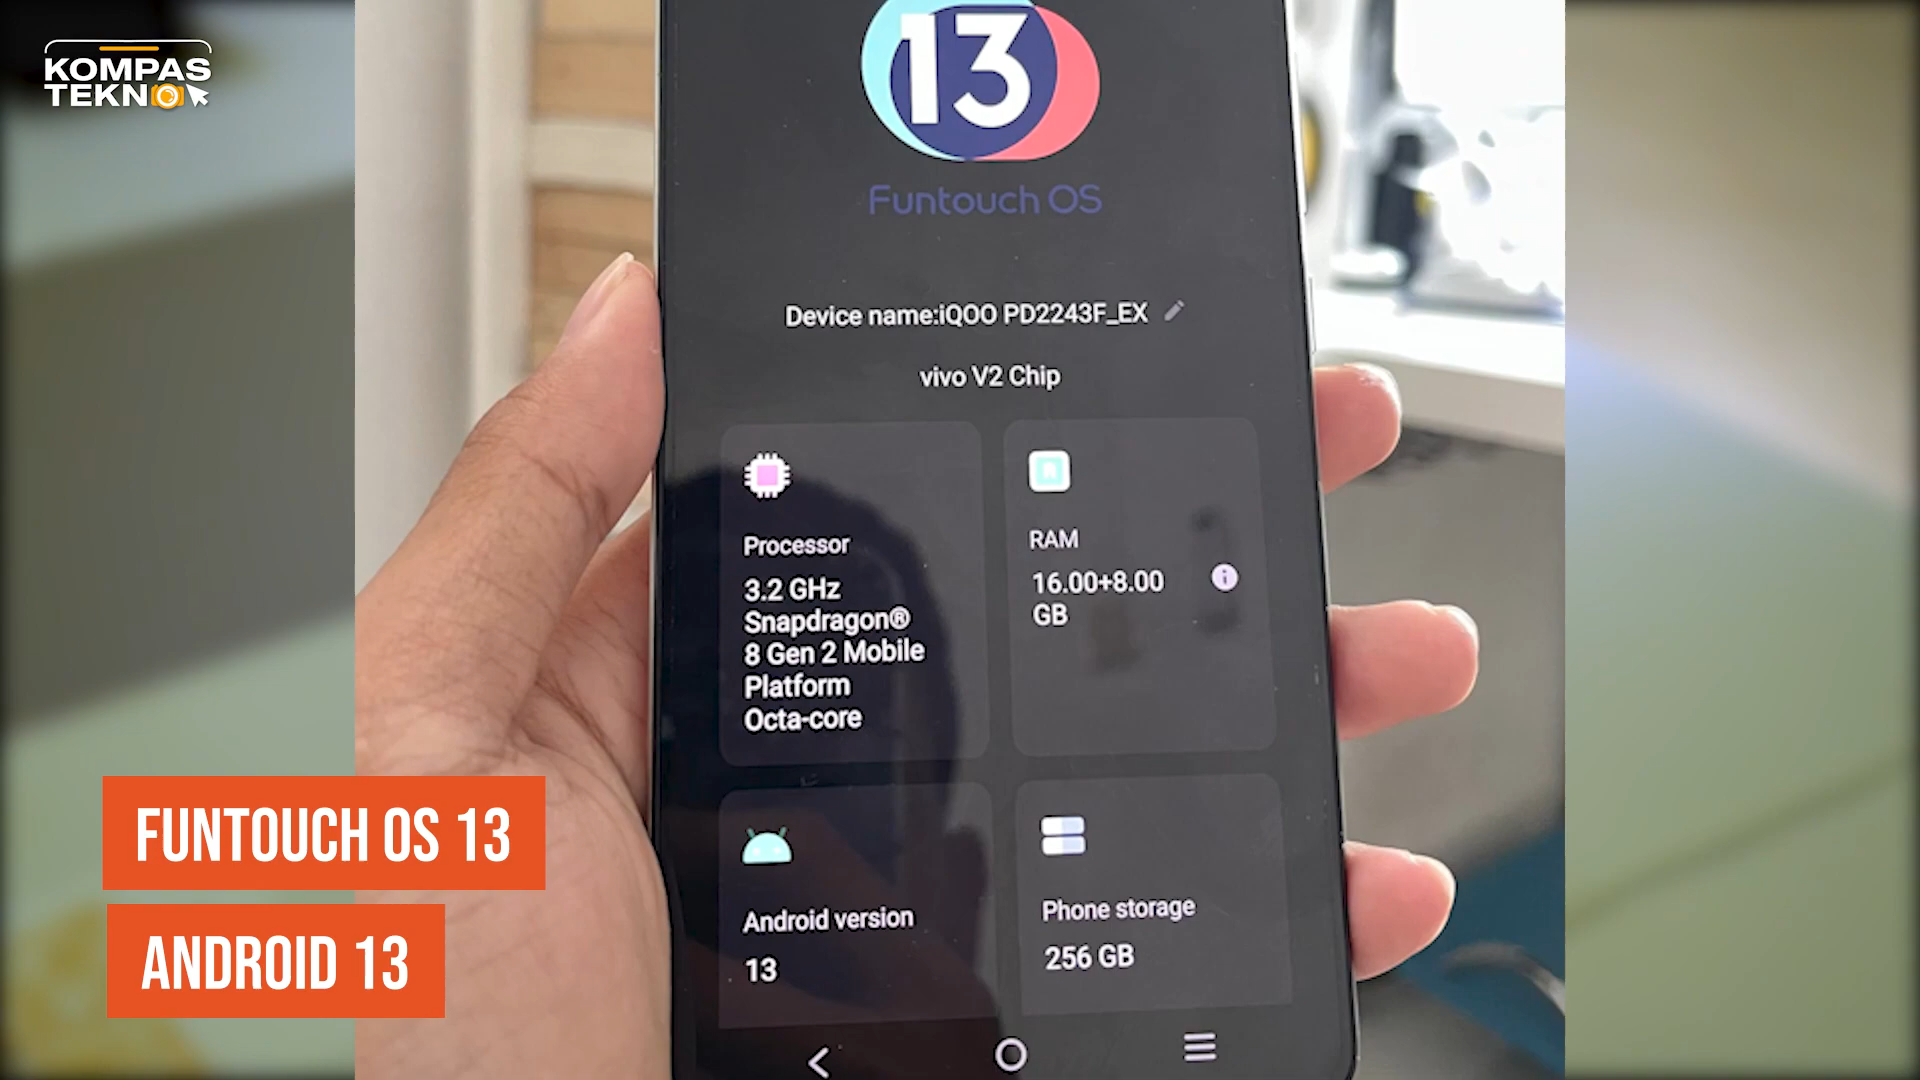 KOMPAS
TEKNO
13
Funtouch OS
Device name:iQOO PD2243F_EX
vivo V2 Chip
Processor
3.2 GHz
Snapdragon®
8 Gen 2 Mobile
Platform
Octa-core
RAM
16.00+8.00
GB
Android version
13
Phone storage
256 GB
FUNTOUCH OS 13
ANDROID 13